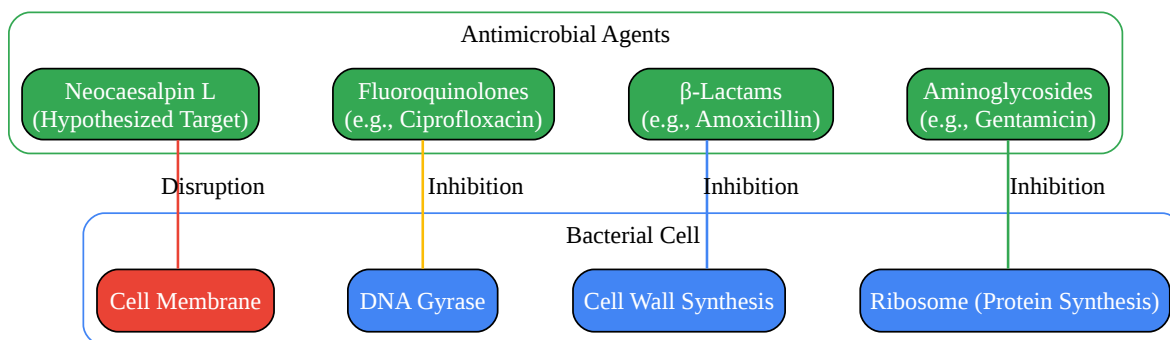 Antimicrobial Agents
Neocaesalpin L
(Hypothesized Target)
Fluoroquinolones
(e.g., Ciprofloxacin)
β-Lactams
(e.g., Amoxicillin)
Aminoglycosides
(e.g., Gentamicin)
Disruption
Inhibition
Inhibition
Inhibition
Bacterial Cell
Cell Membrane
DNA Gyrase
Cell Wall Synthesis
Ribosome (Protein Synthesis)